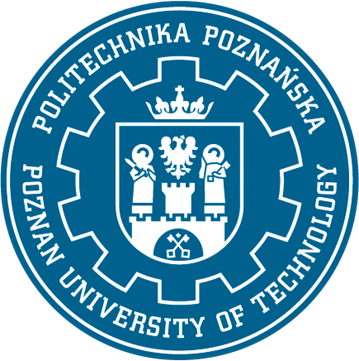 POLITECHNIKA POZNAŃSKA
POZNAN UNIVERSITY OF TECHNOLOGY